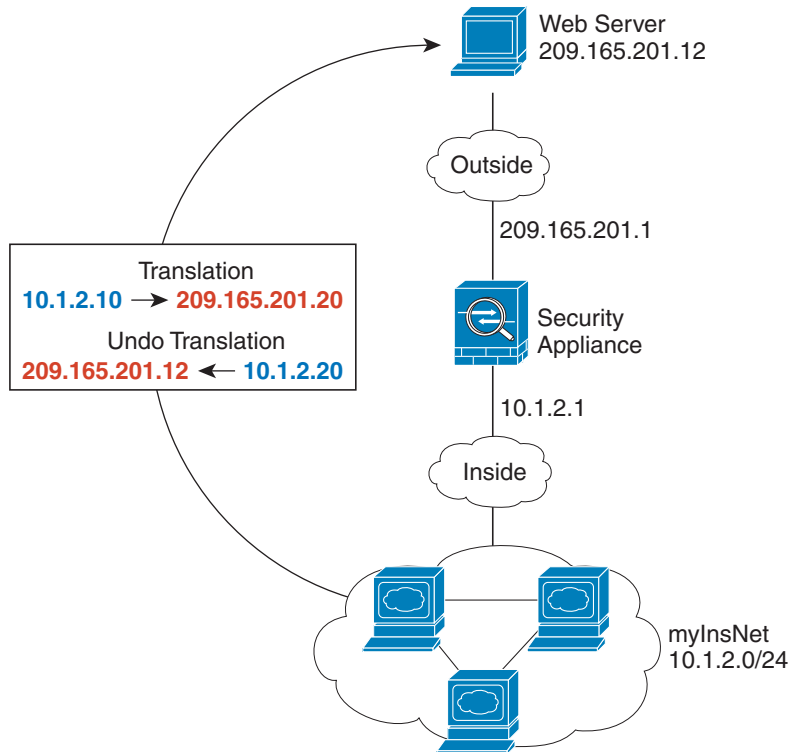 Web Server
209.165.201.12
Outside
209.165.201.1
Translation
10.1.2.10 → 209.165.201.20
Undo Translation
209.165.201.12 ← 10.1.2.20
Security
Appliance
10.1.2.1
Inside
myInsNet
10.1.2.0/24